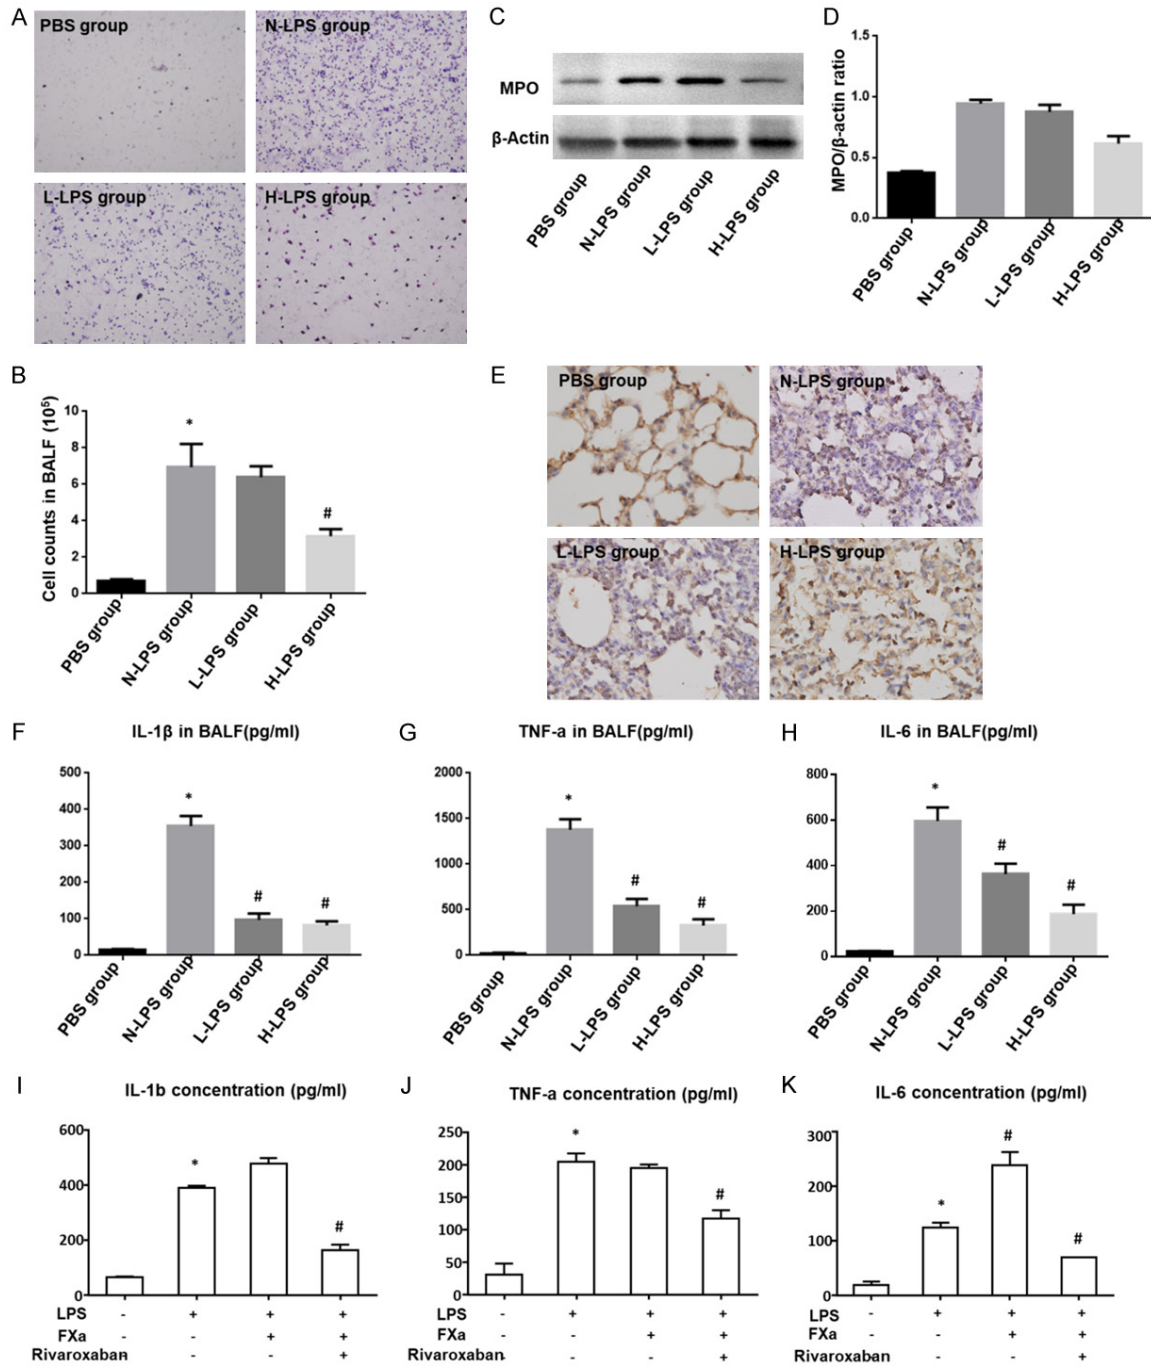 A
PBS group
N-LPS group
L-LPS group
H-LPS group
B
Cell counts in BALF (10⁵)
10
8
6
4
2
0
*
#
PBS group
N-LPS group
L-LPS group
H-LPS group
C
MPO
β-Actin
PBS group
N-LPS group
L-LPS group
H-LPS group
D
MPO/β-actin ratio
1.5
1.0
0.5
0.0
PBS group
N-LPS group
L-LPS group
H-LPS group
E
PBS group
N-LPS group
L-LPS group
H-LPS group
F
IL-1β in BALF(pg/ml)
500
400
300
200
100
0
*
#
#
PBS group
N-LPS group
L-LPS group
H-LPS group
G
TNF-a in BALF(pg/ml)
2000
1500
1000
500
0
*
#
#
PBS group
N-LPS group
L-LPS group
H-LPS group
H
IL-6 in BALF(pg/ml)
800
600
400
200
0
*
#
#
PBS group
N-LPS group
L-LPS group
H-LPS group
I
IL-1b concentration (pg/ml)
600
400
200
0
*
#
LPS - + + +
FXa - - + +
Rivaroxaban - - - +
J
TNF-a concentration (pg/ml)
250
200
150
100
50
0
*
#
LPS - + + +
FXa - - + +
Rivaroxaban - - - +
K
IL-6 concentration (pg/ml)
300
200
100
0
*
#
#
LPS - + + +
FXa - - + +
Rivaroxaban - - - +